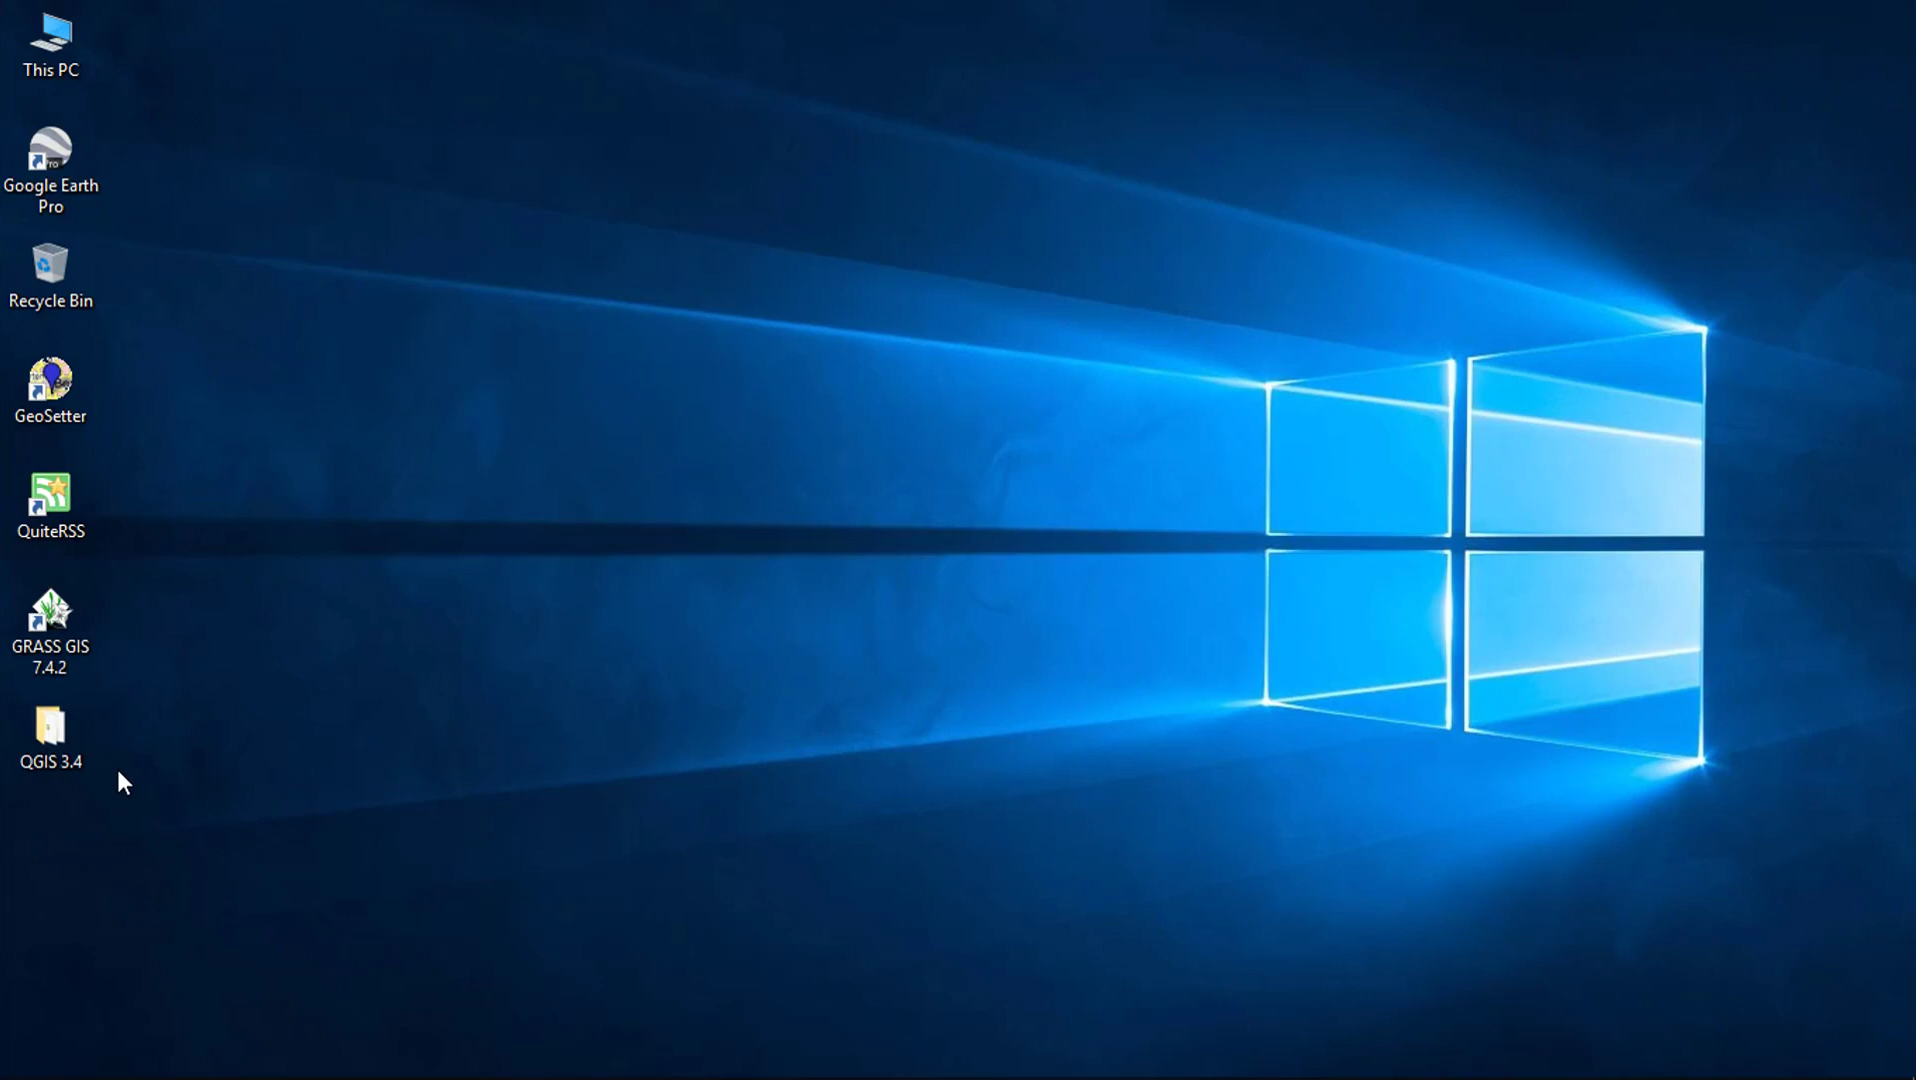 This PC
Google Earth
Pro
Recycle Bin
GeoSetter
QuiteRSS
GRASS GIS
7.4.2
QGIS 3.4